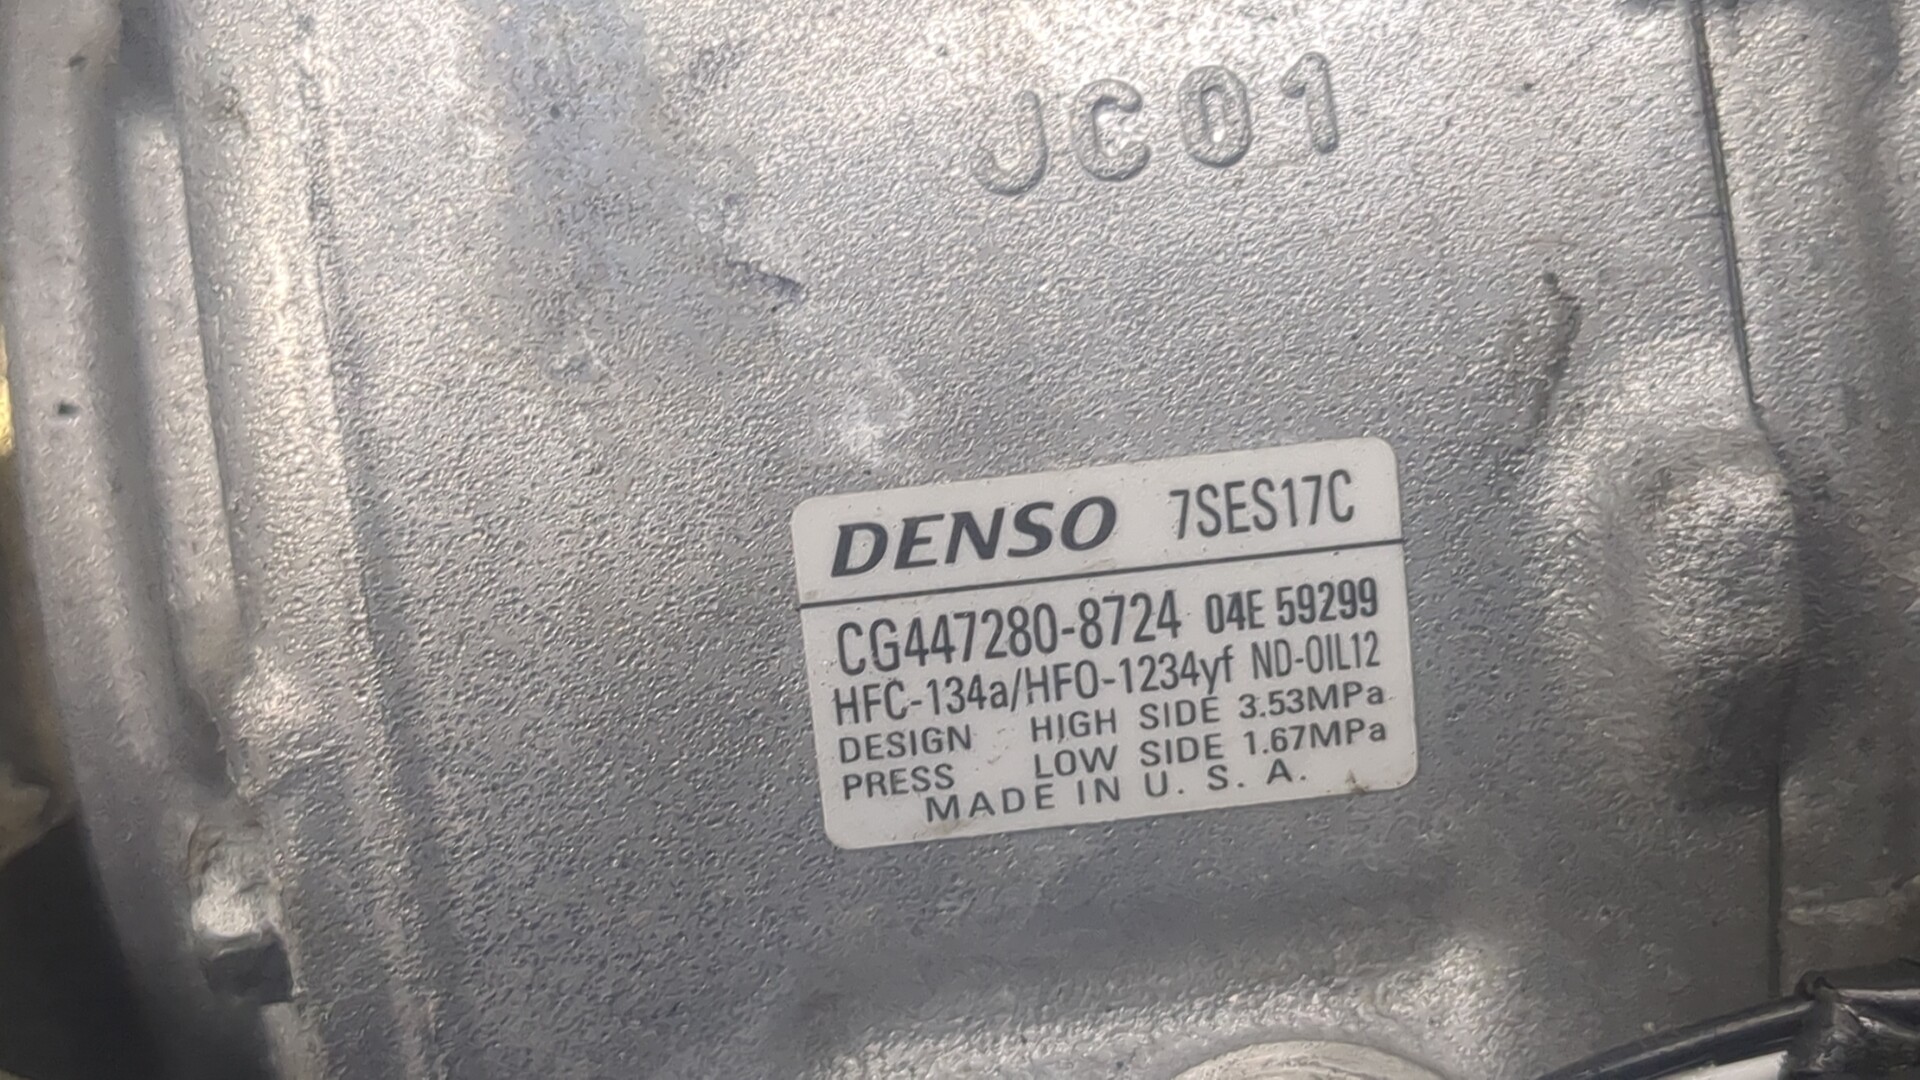 JC01
DENSO 7SES17C
CG447280-8724 04E 59299
HFC-134a/HFO-1234yf ND-OIL12
DESIGN HIGH SIDE 3.53MPa
PRESS LOW SIDE 1.67MPa
MADE IN U. S. A.